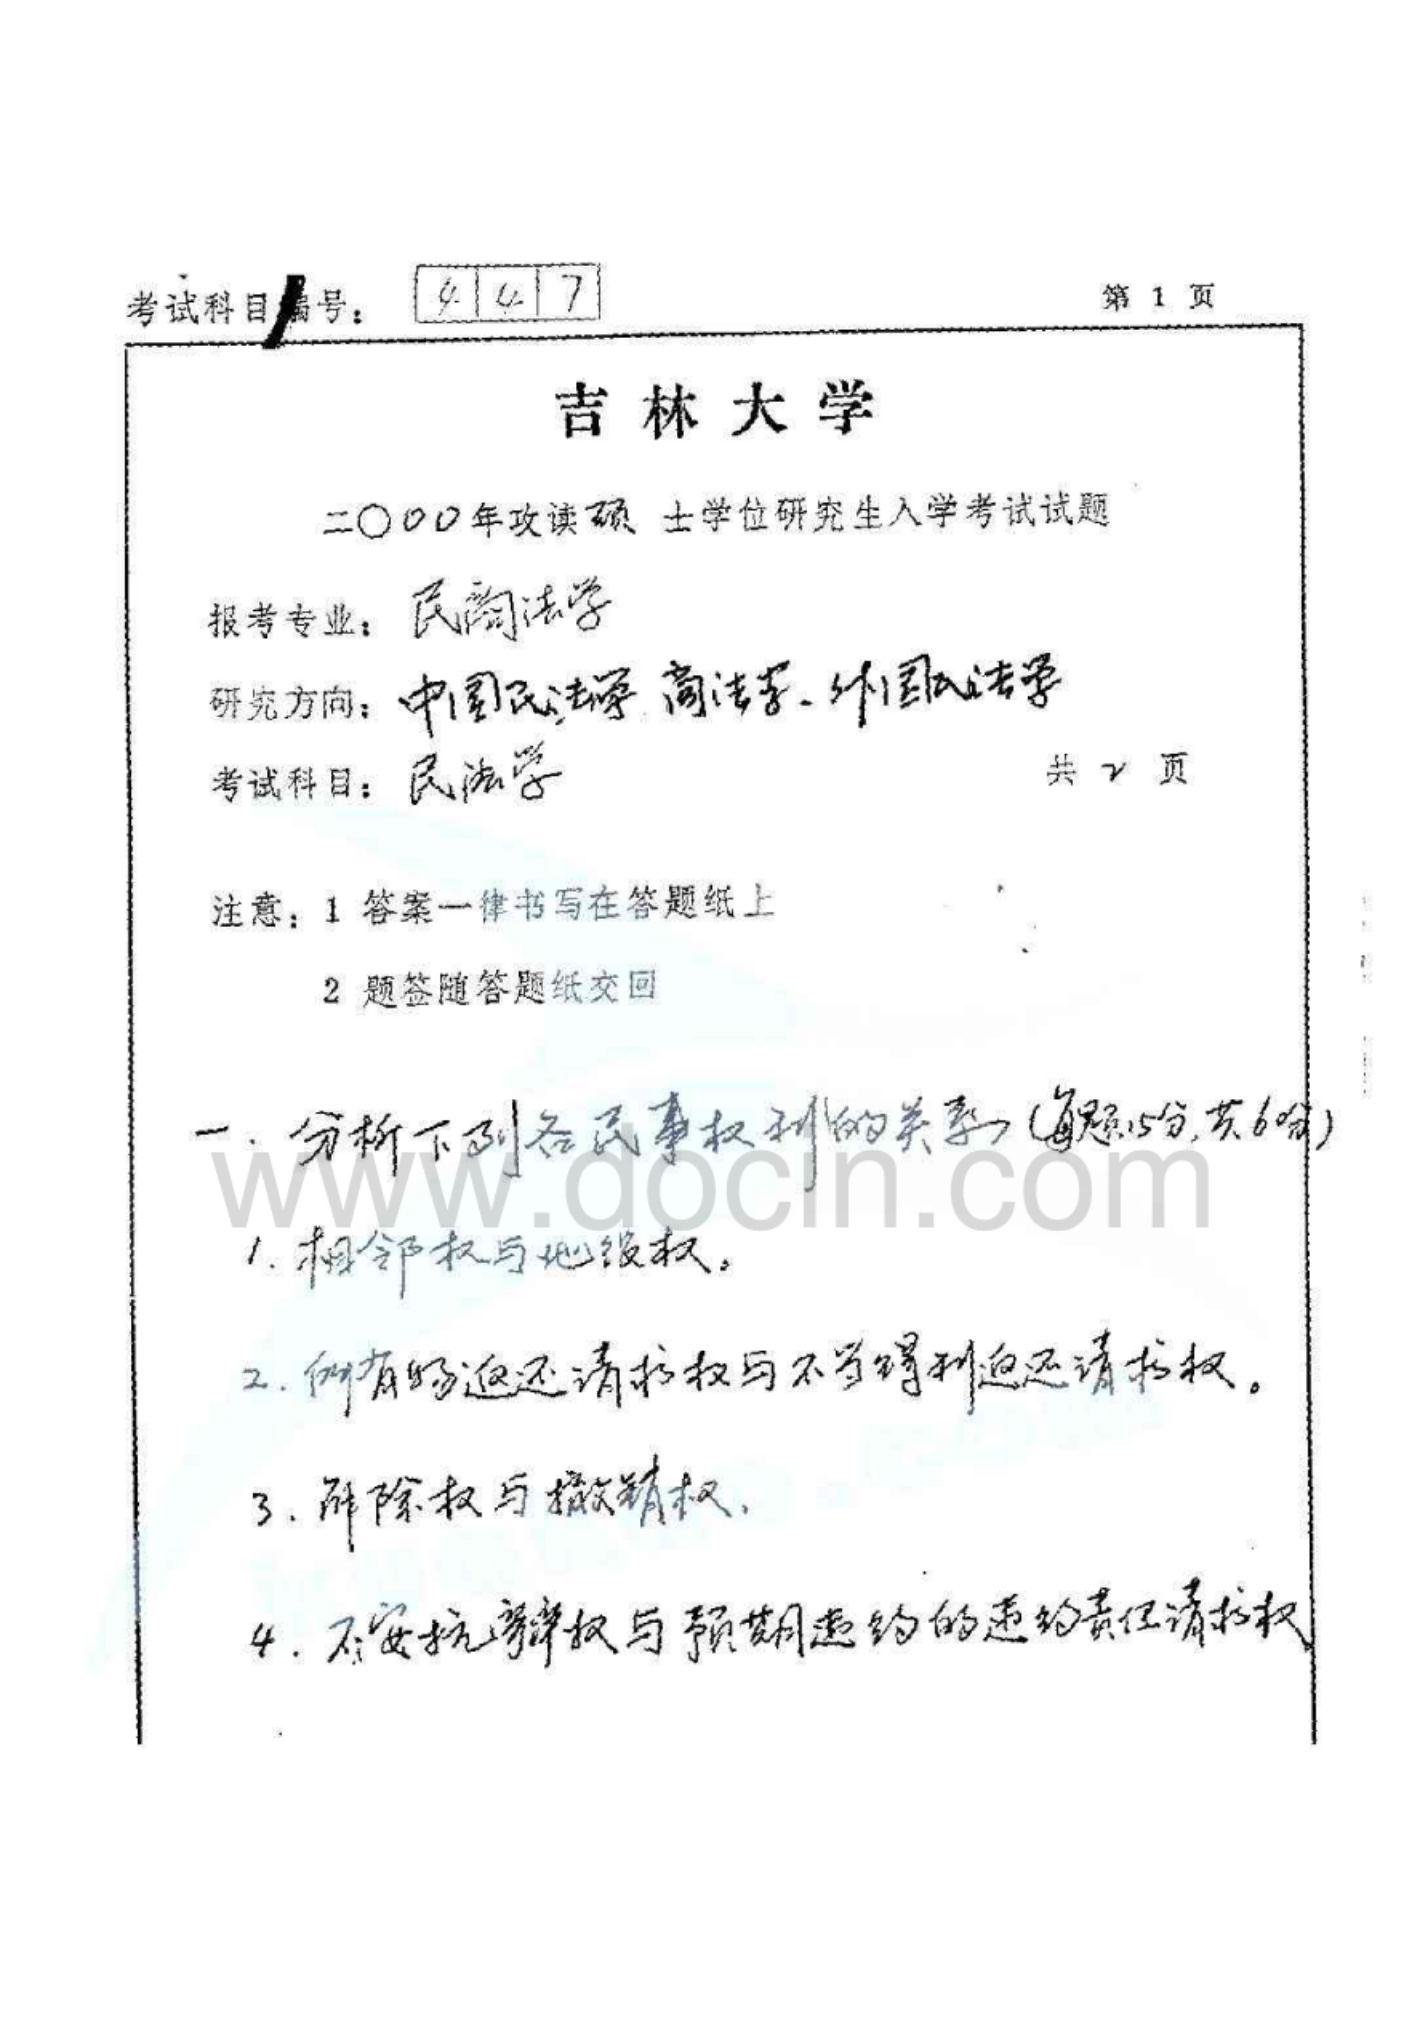 考试科目编号： 447 第 1 页
吉林大学
二〇〇〇年攻读硕 士学位研究生入学考试试题
报考专业：民商法学
研究方向：中国民法学 商法学、外国民法学
考试科目：民法学 共 2 页
注意：1 答案一律书写在答题纸上
2 题签随答题纸交回
一. 分析下列各民事权利的关系（每题15分，共60分）
www.docin.com
1. 相邻权与地役权。
2. 所有物返还请求权与不当得利返还请求权。
3. 解除权与撤销权.
4. 不安抗辩权与预期违约的违约责任请求权